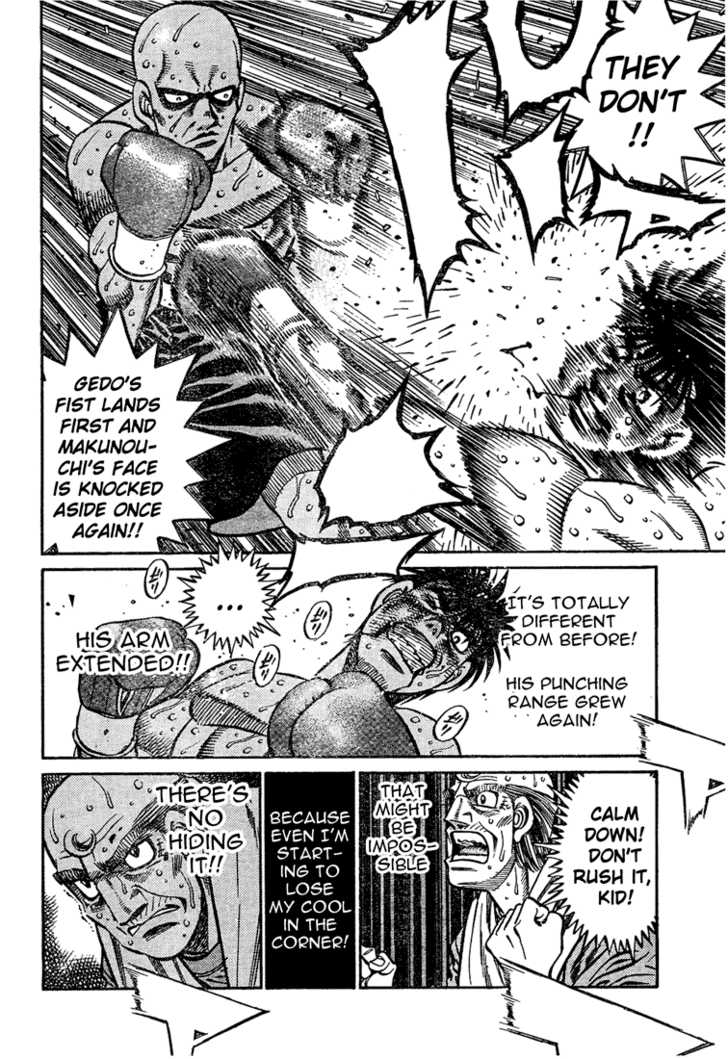 THEY
DON'T
!!
GEDO'S
FIST LANDS
FIRST AND
MAKUNOU-
CHI'S FACE
IS KNOCKED
ASIDE ONCE
AGAIN!!
IT'S TOTALLY
DIFFERENT
FROM BEFORE!
HIS PUNCHING
RANGE GREW
AGAIN!
...
HIS ARM
EXTENDED!!
CALM
DOWN!
DON'T
RUSH IT,
KID!
THAT
MIGHT
BE
IMPOS-
SIBLE
BECAUSE
EVEN I'M
START-
ING
TO
LOSE
MY COOL
IN THE
CORNER!
THERE'S
NO
HIDING
IT!!